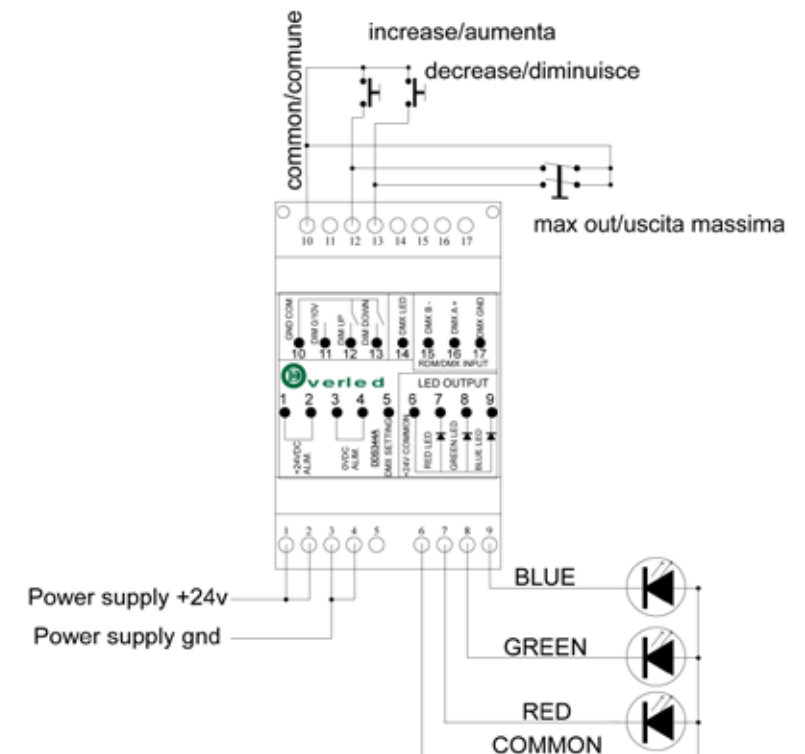 common/comune
increase/aumenta
decrease/diminuisce
max out/uscita massima
10 11 12 13 14 15 16 17
GND COM
DIM 0/10V
DIM UP
DIM DOWN
DMX LED
DMX B -
DMX A +
DMX GND
10 11 12 13 14 15 16 17
RDM/DMX INPUT
Overled
LED OUTPUT
1 2 3 4 5 6 7 8 9
+24VDC
ALIM.
0VDC
ALIM.
DDS344A
DMX SETTING
+24V COMMON
RED LED
GREEN LED
BLUE LED
1 2 3 4 5 6 7 8 9
Power supply +24v
Power supply gnd
BLUE
GREEN
RED
COMMON